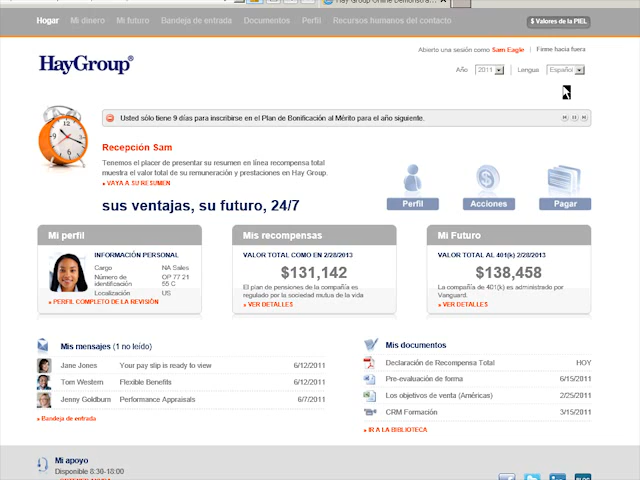 Hay Group Online Demonstra...
Hogar Mi dinero Mi futuro Bandeja de entrada Documentos Perfil Recursos humanos del contacto $ Valores de la PIEL
Abierto una sesión como Sam Eagle | Firme hacia fuera
HayGroup®
Año 2011 | Lengua Español
Usted sólo tiene 9 días para inscribirse en el Plan de Bonificación al Mérito para el año siguiente.
Recepción Sam
Tenemos el placer de presentar su resumen en línea recompensa total
muestra el valor total de su remuneración y prestaciones en Hay Group.
» VAYA A SU RESUMEN
sus ventajas, su futuro, 24/7
Perfil Acciones Pagar
Mi perfil
INFORMACIÓN PERSONAL
Cargo NA Sales
Número de identificación OP 77 21 55 C
Localización US
» PERFIL COMPLETO DE LA REVISIÓN
Mis recompensas
VALOR TOTAL COMO EN 2/28/2013
$131,142
El plan de pensiones de la compañía es
regulado por la sociedad mutua de la vida
» VER DETALLES
Mi Futuro
VALOR TOTAL AL 401(k) 2/28/2013
$138,458
La compañía de 401(k) es administrado por
Vanguard.
» VER DETALLES
Mis mensajes (1 no leído)
Jane Jones Your pay slip is ready to view 6/12/2011
Tom Western Flexible Benefits 6/12/2011
Jenny Goldburn Performance Appraisals 6/7/2011
» Bandeja de entrada
Mis documentos
Declaración de Recompensa Total HOY
Pre-evaluación de forma 6/15/2011
Los objetivos de venta (Américas) 2/25/2011
CRM Formación 3/15/2011
» IR A LA BIBLIOTECA
Mi apoyo
Disponible 8:30-18:00